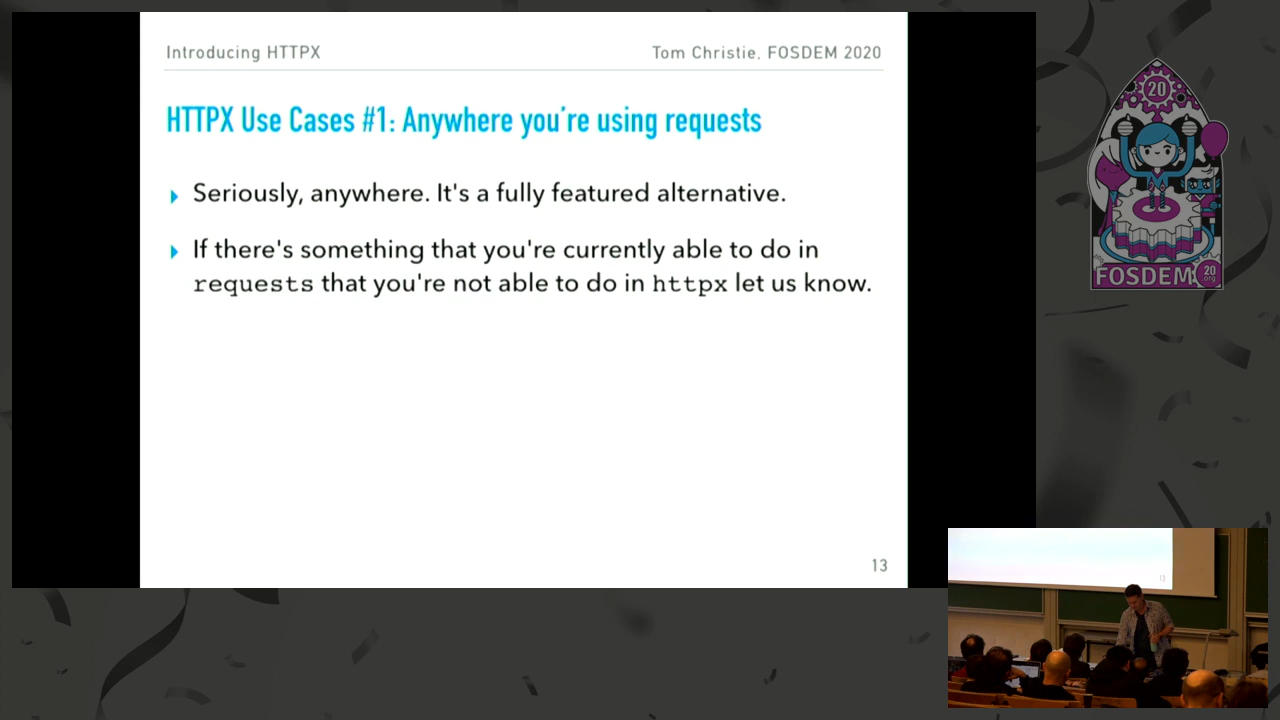 Introducing HTTPX
Tom Christie, FOSDEM 2020
HTTPX Use Cases #1: Anywhere you're using requests
Seriously, anywhere. It's a fully featured alternative.
If there's something that you're currently able to do in
requests that you're not able to do in httpx let us know.
13
20
FOSDEM
20
.org
13